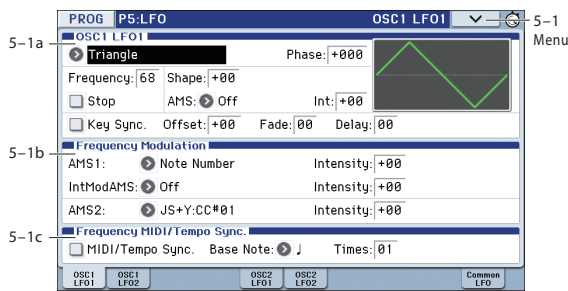 PROG P5:LFO OSC1 LFO1
5-1
Menu
5-1a
OSC1 LFO1
Triangle Phase: +000
Frequency: 68 Shape: +00
Stop AMS: Off Int: +00
Key Sync. Offset: +00 Fade: 00 Delay: 00
5-1b
Frequency Modulation
AMS1: Note Number Intensity: +00
IntModAMS: Off Intensity: +00
AMS2: JS+Y:CC#01 Intensity: +00
5-1c
Frequency MIDI/Tempo Sync.
MIDI/Tempo Sync. Base Note: ♩ Times: 01
OSC1 LFO1 OSC1 LFO2 OSC2 LFO1 OSC2 LFO2 Common LFO